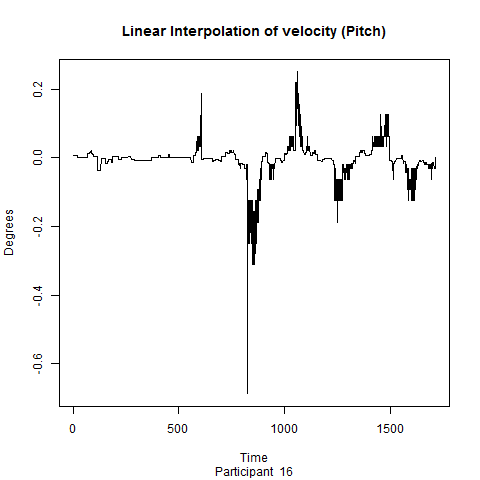 Linear Interpolation of velocity (Pitch)
0.2
0.0
-0.2
-0.4
-0.6
Degrees
0 500 1000 1500
Time
Participant 16